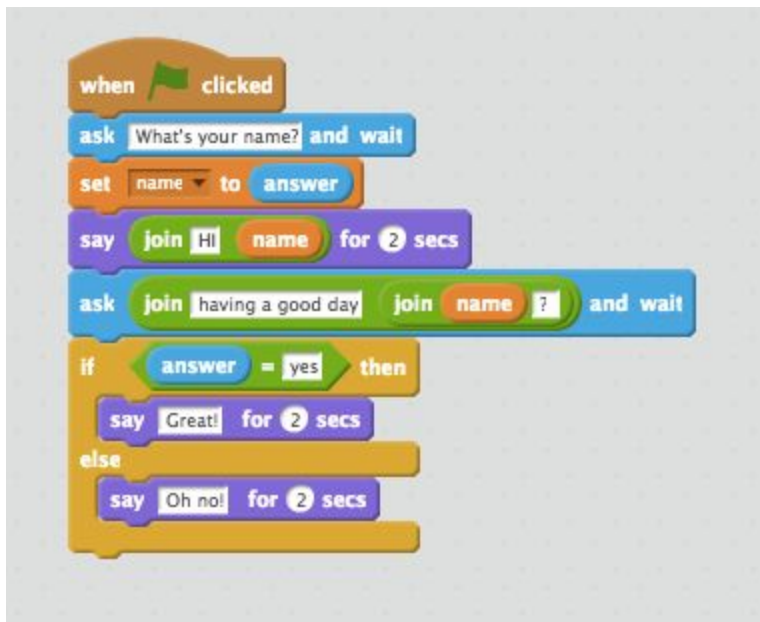 when clicked
ask What's your name? and wait
set name to answer
say join HI name for 2 secs
ask join having a good day join name ? and wait
if answer = yes then
say Great! for 2 secs
else
say Oh no! for 2 secs